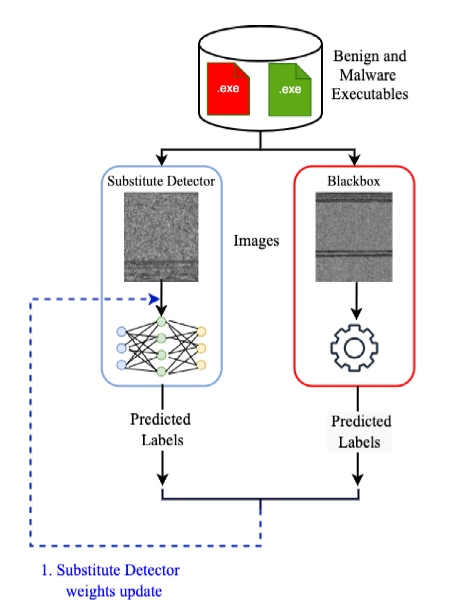 .exe
.exe
Benign and
Malware
Executables
Substitute Detector
Blackbox
Images
Predicted
Labels
Predicted
Labels
1. Substitute Detector
weights update